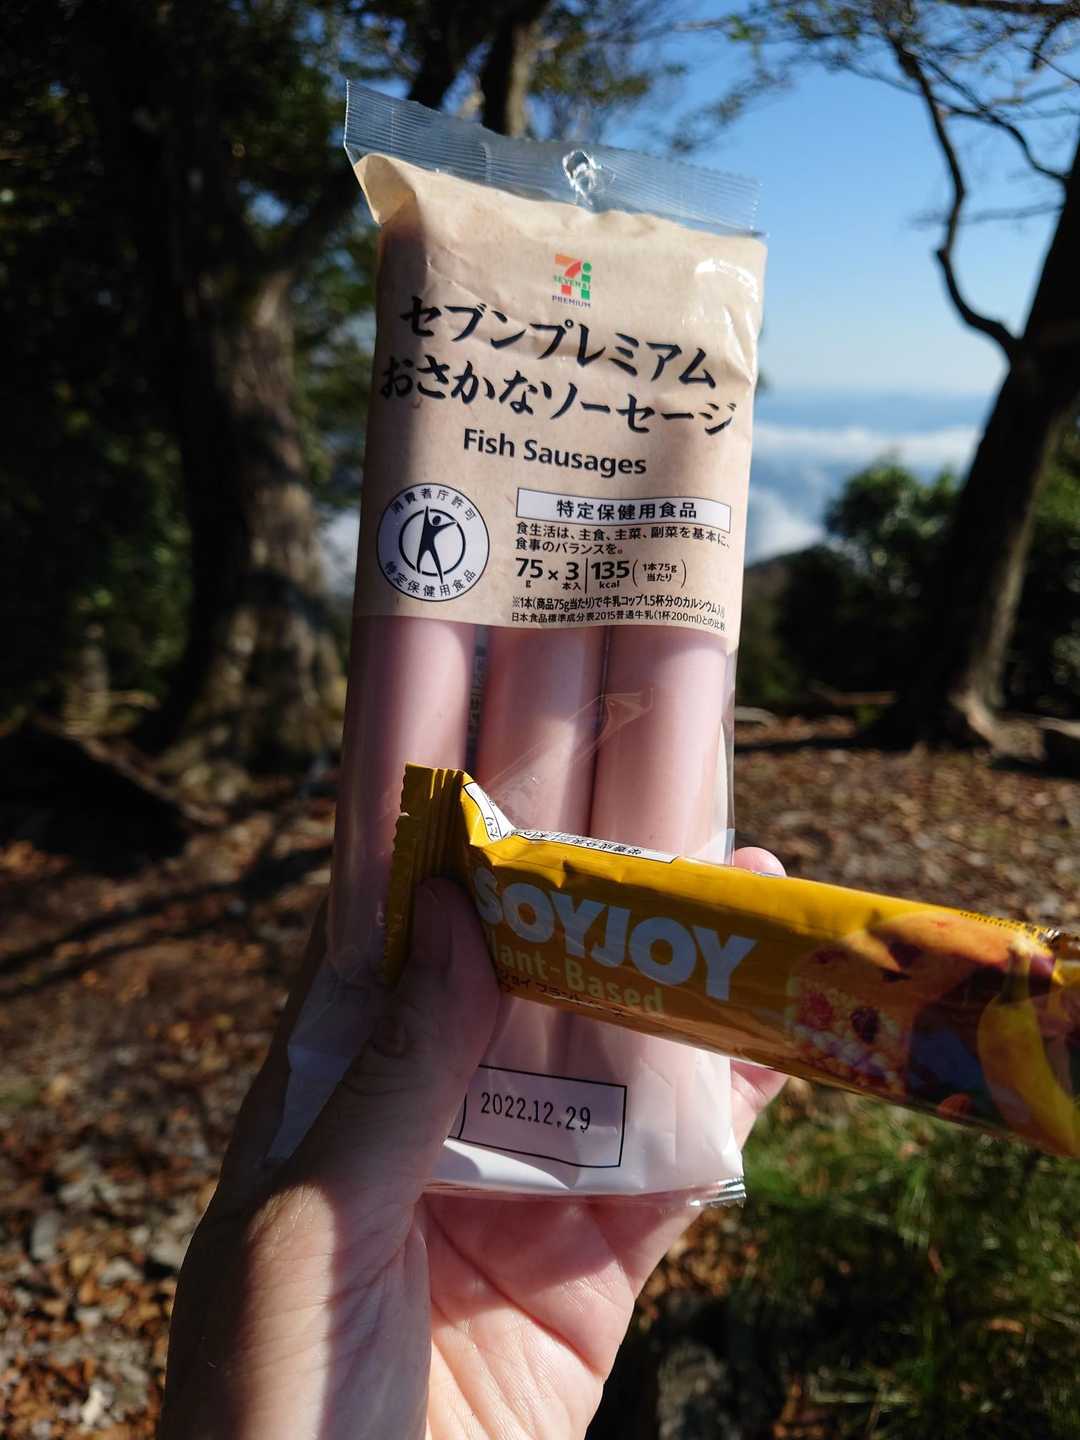 SEVEN&i
PREMIUM
セブンプレミアム
おさかなソーセージ
Fish Sausages
消費者庁許可
特定保健用食品
特定保健用食品
食生活は、主食、主菜、副菜を基本に、
食事のバランスを。
75g×3本入 135kcal(1本75g当たり)
※1本(商品75g当たり)で牛乳コップ1.5杯分のカルシウム入り
日本食品標準成分表2015普通牛乳(1杯200ml)との比較
SOYJOY
Plant-Based
2022.12.29